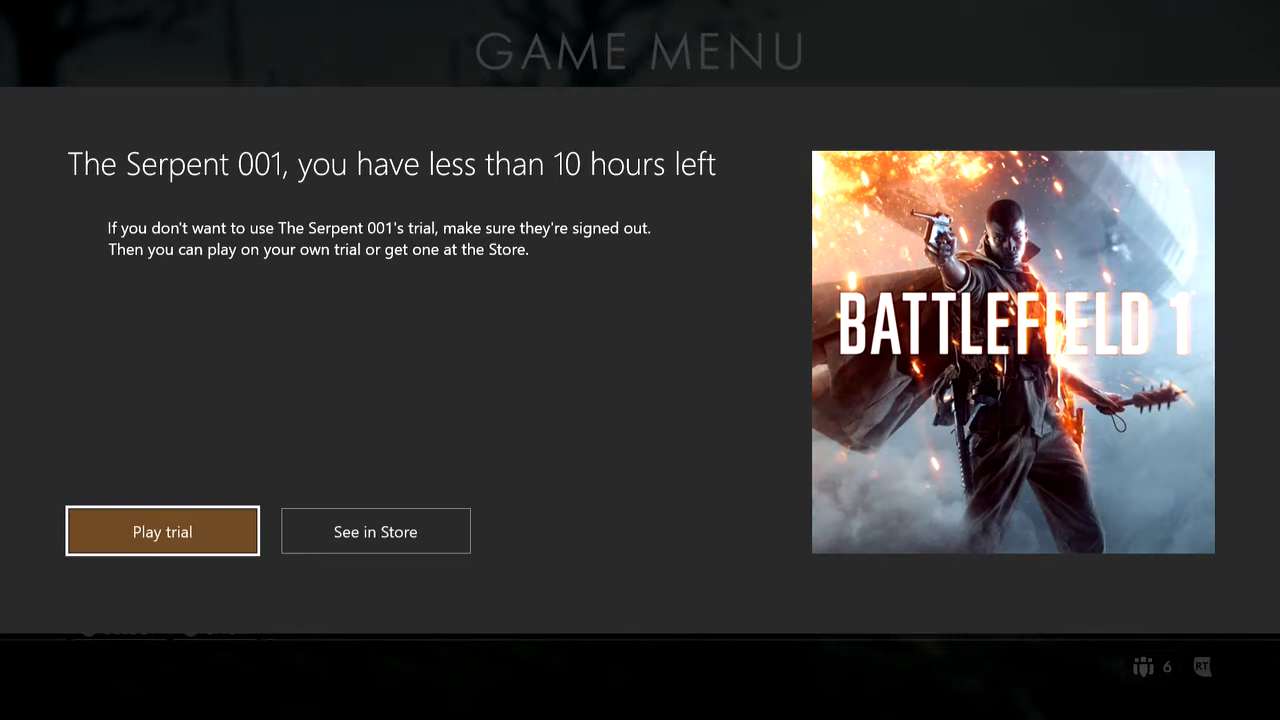 GAME MENU
The Serpent 001, you have less than 10 hours left
If you don't want to use The Serpent 001's trial, make sure they're signed out.
Then you can play on your own trial or get one at the Store.
BATTLEFIELD 1
Play trial
See in Store
6
RT